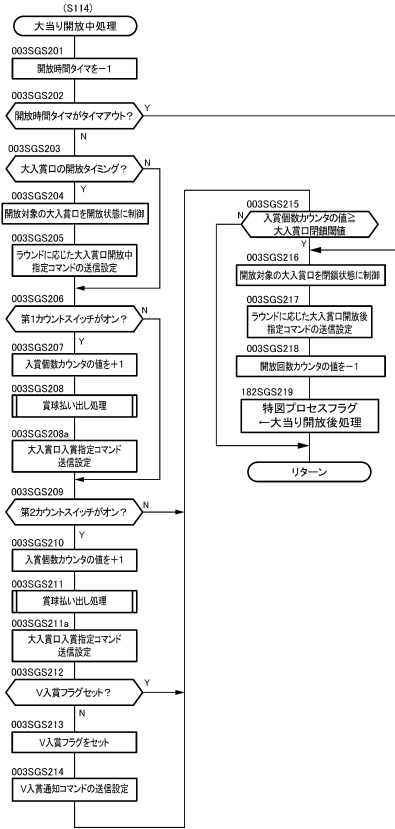 (S114)
大当り開放中処理
003SGS201
開放時間タイマを－1
003SGS202
開放時間タイマがタイマアウト？
Y
N
003SGS203
大入賞口の開放タイミング？
N
Y
003SGS204
開放対象の大入賞口を開放状態に制御
003SGS205
ラウンドに応じた大入賞口開放中
指定コマンドの送信設定
003SGS206
第1カウントスイッチがオン？
N
Y
003SGS207
入賞個数カウンタの値を＋1
003SGS208
賞球払い出し処理
003SGS208a
大入賞口入賞指定コマンド
送信設定
003SGS209
第2カウントスイッチがオン？
N
Y
003SGS210
入賞個数カウンタの値を＋1
003SGS211
賞球払い出し処理
003SGS211a
大入賞口入賞指定コマンド
送信設定
003SGS212
V入賞フラグセット？
Y
N
003SGS213
V入賞フラグをセット
003SGS214
V入賞通知コマンドの送信設定
003SGS215
N
入賞個数カウンタの値≧
大入賞口閉鎖閾値
Y
003SGS216
開放対象の大入賞口を閉鎖状態に制御
003SGS217
ラウンドに応じた大入賞口開放後
指定コマンドの送信設定
003SGS218
開放回数カウンタの値を－1
182SGS219
特図プロセスフラグ
←大当り開放後処理
リターン